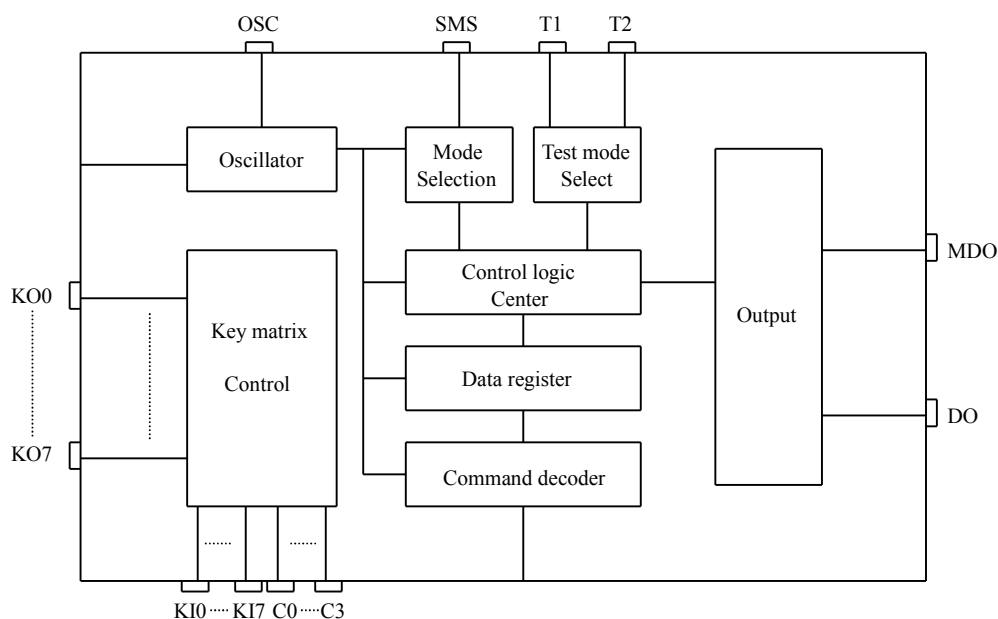 OSC SMS T1 T2
Oscillator
Mode
Selection
Test mode
Select
Key matrix
Control
Control logic
Center
Data register
Command decoder
Output
MDO
DO
KO0
KO7
KI0 KI7 C0 C3